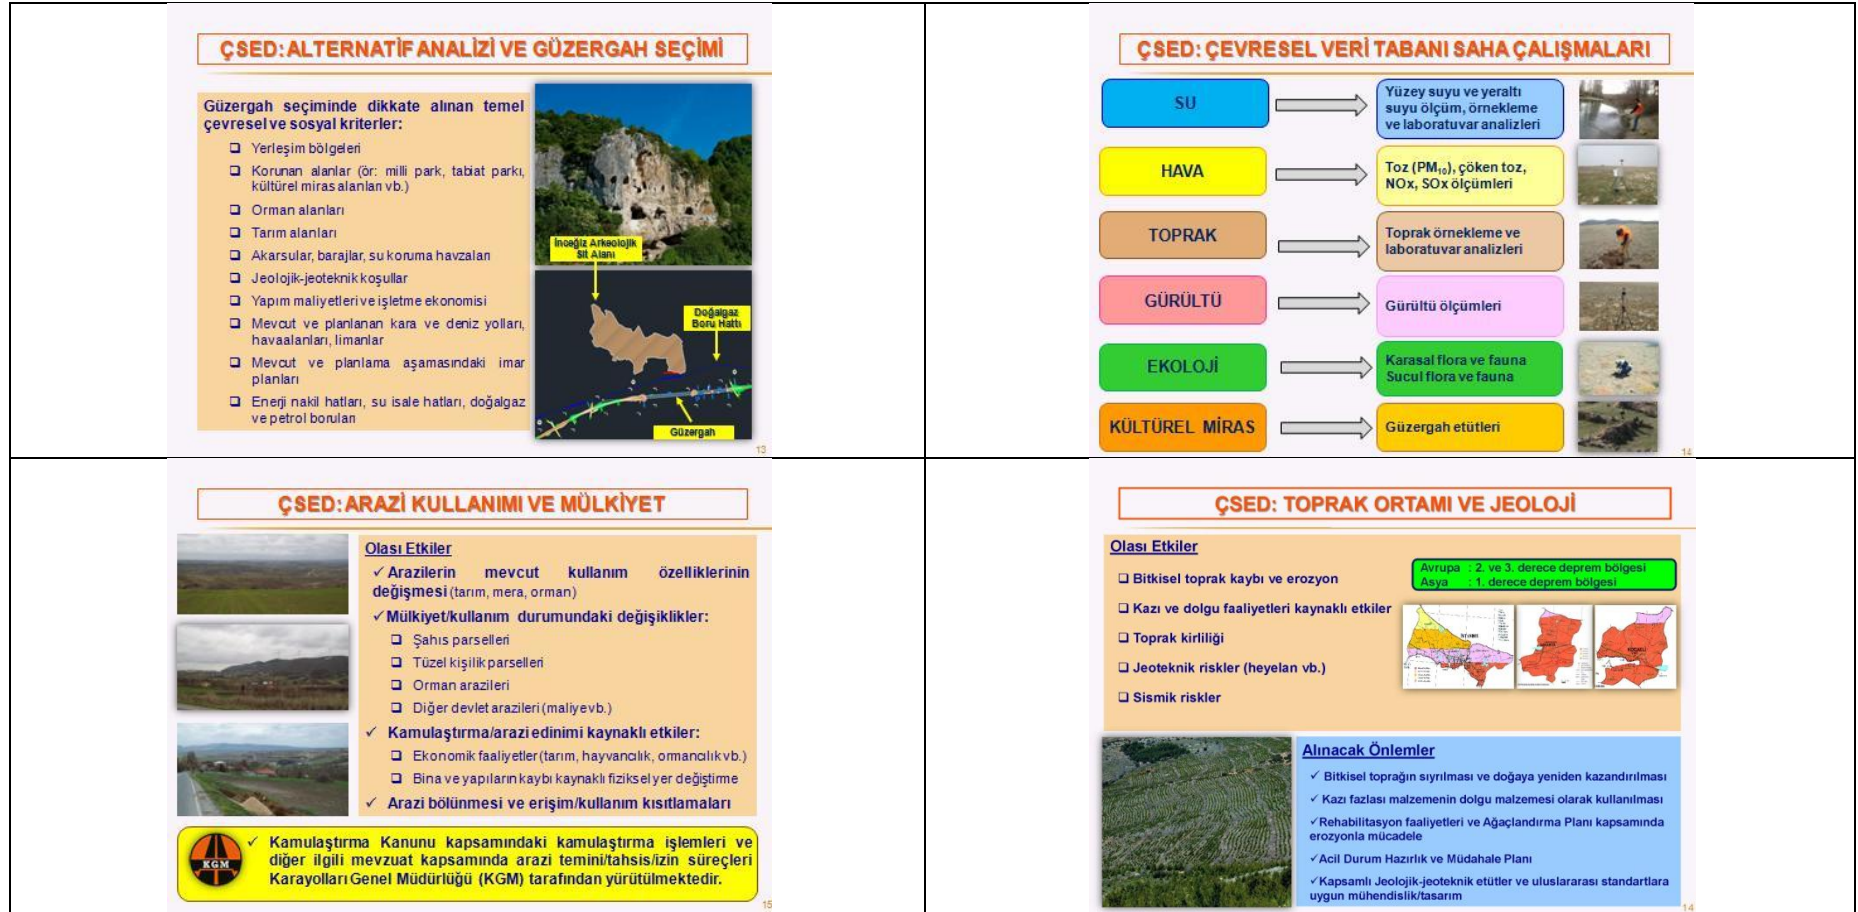 ÇSED: ALTERNATİF ANALİZİ VE GÜZERGAH SEÇİMİ
Güzergah seçiminde dikkate alınan temel
çevresel ve sosyal kriterler:
❑ Yerleşim bölgeleri
❑ Korunan alanlar (ör: milli park, tabiat parkı,
kültürel miras alanları vb.)
❑ Orman alanları
❑ Tarım alanları
❑ Akarsular, barajlar, su koruma havzaları
❑ Jeolojik-jeoteknik koşullar
❑ Yapım maliyetleri ve işletme ekonomisi
❑ Mevcut ve planlanan kara ve deniz yolları,
havaalanları, limanlar
❑ Mevcut ve planlama aşamasındaki imar
planları
❑ Enerji nakil hatları, su isale hatları, doğalgaz
ve petrol boruları
İnceğiz Arkeolojik
Sit Alanı
Doğalgaz
Boru Hattı
Güzergah
13
ÇSED: ÇEVRESEL VERİ TABANI SAHA ÇALIŞMALARI
SU
Yüzey suyu ve yeraltı
suyu ölçüm, örnekleme
ve laboratuvar analizleri
HAVA
Toz (PM10), çöken toz,
NOx, SOx ölçümleri
TOPRAK
Toprak örnekleme ve
laboratuvar analizleri
GÜRÜLTÜ
Gürültü ölçümleri
EKOLOJİ
Karasal flora ve fauna
Sucul flora ve fauna
KÜLTÜREL MİRAS
Güzergah etütleri
14
ÇSED: ARAZİ KULLANIMI VE MÜLKİYET
Olası Etkiler
✓ Arazilerin mevcut kullanım özelliklerinin
değişmesi (tarım, mera, orman)
✓ Mülkiyet/kullanım durumundaki değişiklikler:
❑ Şahıs parselleri
❑ Tüzel kişilik parselleri
❑ Orman arazileri
❑ Diğer devlet arazileri (maliye vb.)
✓ Kamulaştırma/arazi edinimi kaynaklı etkiler:
❑ Ekonomik faaliyetler (tarım, hayvancılık, ormancılık vb.)
❑ Bina ve yapıların kaybı kaynaklı fiziksel yer değiştirme
✓ Arazi bölünmesi ve erişim/kullanım kısıtlamaları
KGM
✓ Kamulaştırma Kanunu kapsamındaki kamulaştırma işlemleri ve
diğer ilgili mevzuat kapsamında arazi temini/tahsis/izin süreçleri
Karayolları Genel Müdürlüğü (KGM) tarafından yürütülmektedir.
15
ÇSED: TOPRAK ORTAMI VE JEOLOJİ
Olası Etkiler
❑ Bitkisel toprak kaybı ve erozyon
❑ Kazı ve dolgu faaliyetleri kaynaklı etkiler
❑ Toprak kirliliği
❑ Jeoteknik riskler (heyelan vb.)
❑ Sismik riskler
Avrupa : 2. ve 3. derece deprem bölgesi
Asya : 1. derece deprem bölgesi
Alınacak Önlemler
✓ Bitkisel toprağın sıyrılması ve doğaya yeniden kazandırılması
✓ Kazı fazlası malzemenin dolgu malzemesi olarak kullanılması
✓Rehabilitasyon faaliyetleri ve Ağaçlandırma Planı kapsamında
erozyonla mücadele
✓Acil Durum Hazırlık ve Müdahale Planı
✓Kapsamlı Jeolojik-jeoteknik etütler ve uluslararası standartlara
uygun mühendislik/tasarım
14